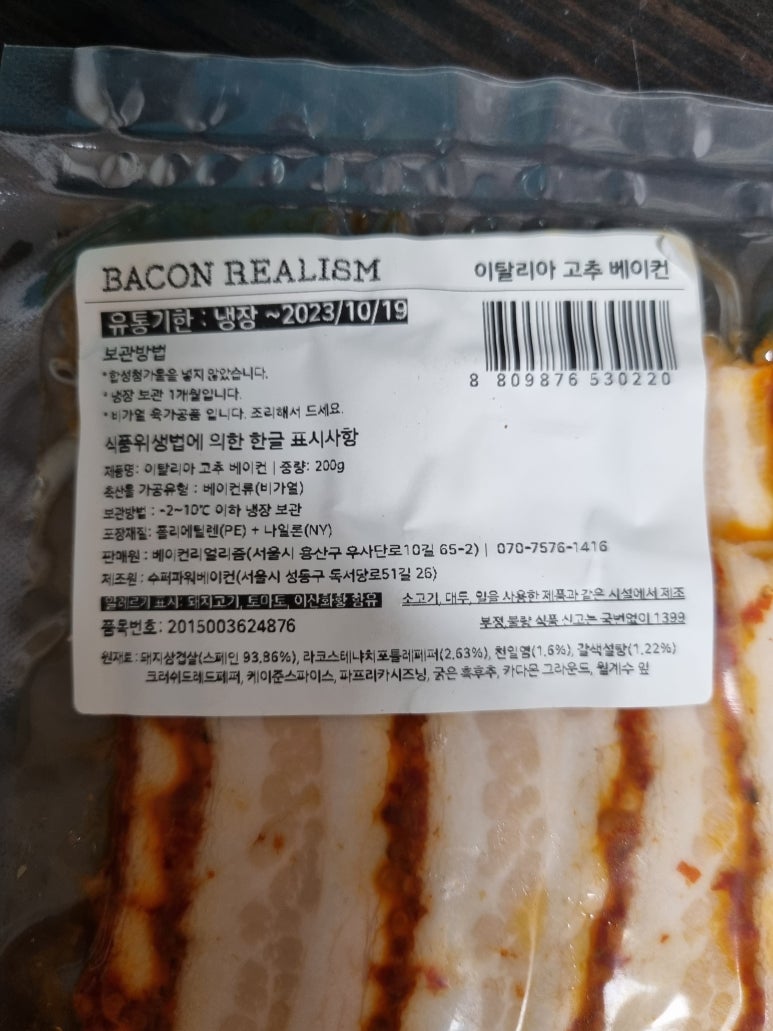 BACON REALISM
이탈리아 고추 베이컨
유통기한 : 냉장 ~2023/10/19
8 809876 530220
보관방법
*합성첨가물을 넣지 않았습니다.
*냉장 보관 1개월입니다.
*비가열 육가공품 입니다. 조리해서 드세요.
식품위생법에 의한 한글 표시사항
제품명: 이탈리아 고추 베이컨 | 중량: 200g
축산물 가공유형 : 베이컨류(비가열)
보관방법 : -2~10℃ 이하 냉장 보관
포장재질: 폴리에틸렌(PE) + 나일론(NY)
판매원 : 베이컨리얼리즘(서울시 용산구 우사단로10길 65-2) | 070-7576-1416
제조원 : 수퍼파워베이컨(서울시 성동구 독서당로51길 26)
알레르기 표시: 돼지고기, 토마토, 이산화황 함유
소고기, 대두, 밀을 사용한 제품과 같은 시설에서 제조
품목번호: 2015003624876
부정,불량 식품 신고는 국번없이 1399
원재료 : 돼지삼겹살(스페인 93.86%), 라코스테냐치포틀레페퍼(2.63%), 천일염(1.6%), 갈색설탕(1.22%)
크러쉬드레드페퍼, 케이준스파이스, 파프리카시즈닝, 굵은 흑후추, 카다몬 그라운드, 월계수 잎